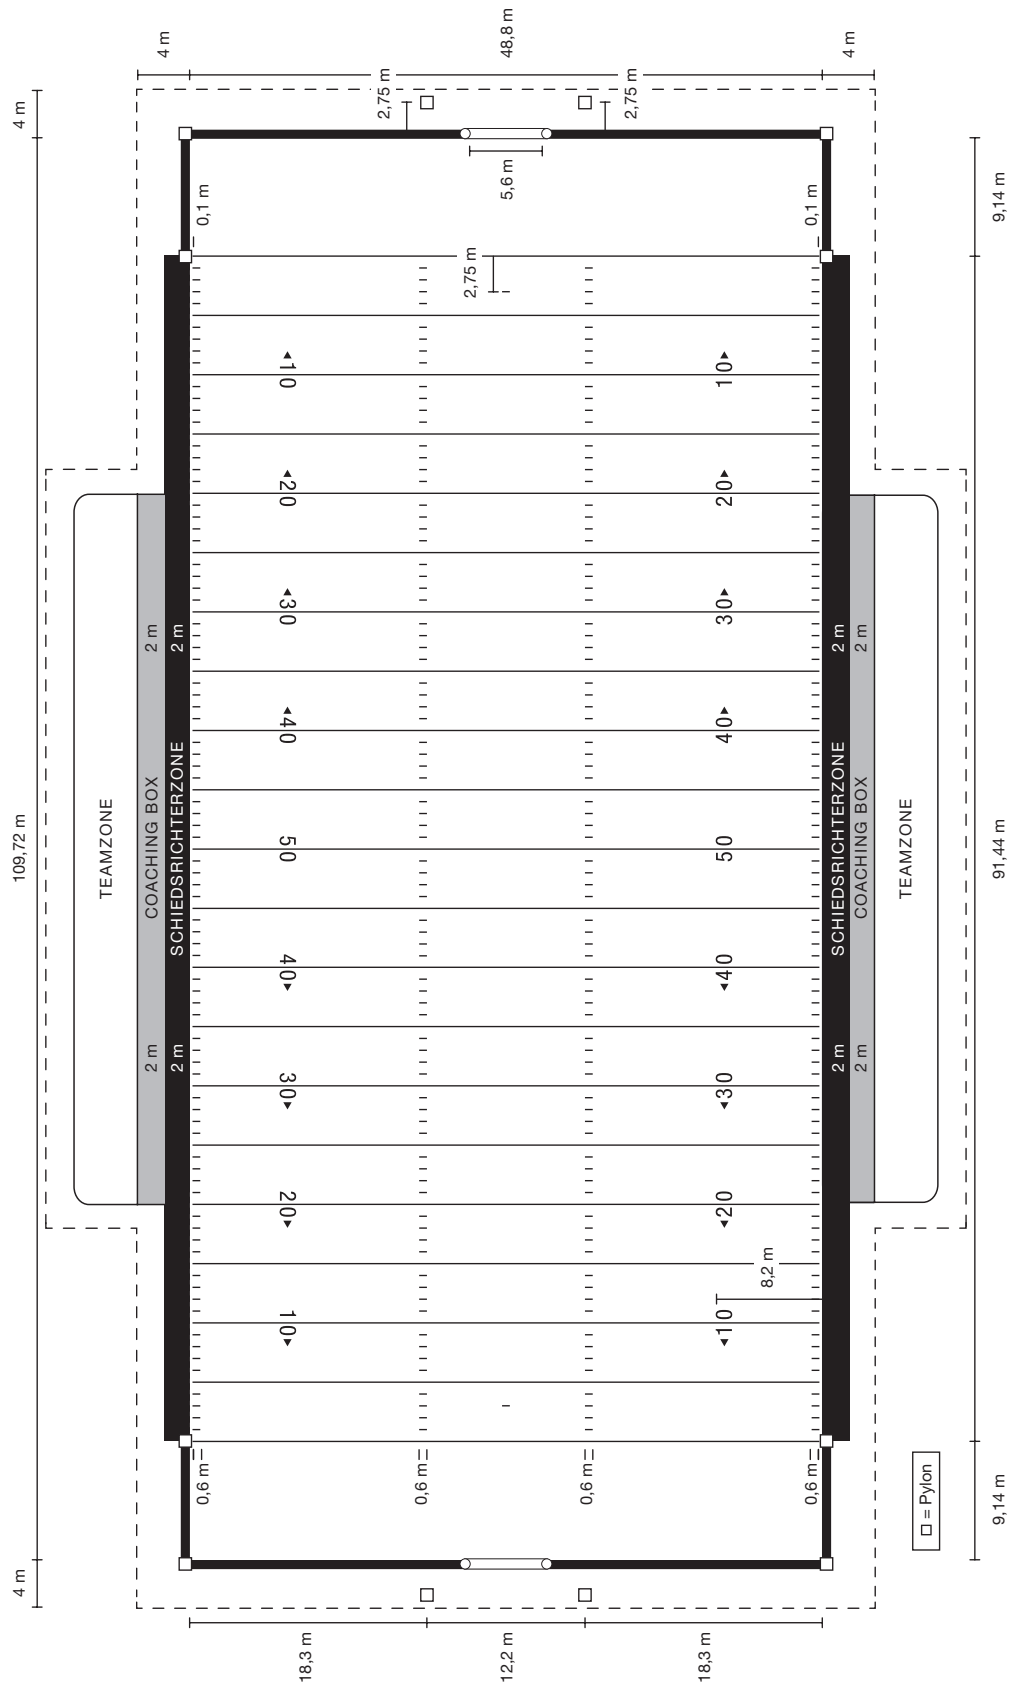 4 m
48,8 m
4 m
4 m
2,75 m
2,75 m
5,6 m
9,14 m
0,1 m
0,1 m
2,75 m
10
10
20
20
30
30
2 m
2 m
2 m
2 m
40
40
109,72 m
TEAMZONE
COACHING BOX
SCHIEDSRICHTERZONE
50
50
SCHIEDSRICHTERZONE
COACHING BOX
TEAMZONE
91,44 m
40
40
2 m
2 m
2 m
2 m
30
30
20
20
8,2 m
10
10
0,6 m
0,6 m
0,6 m
0,6 m
= Pylon
9,14 m
4 m
18,3 m
12,2 m
18,3 m